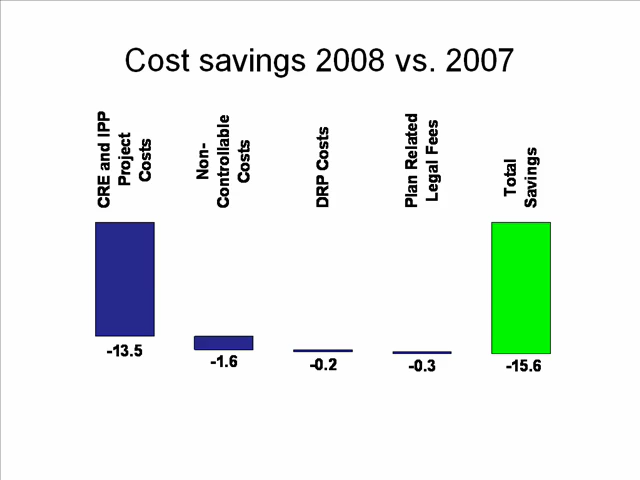 Cost savings 2008 vs. 2007
CRE and IPP
Project
Costs
Non-
Controllable
Costs
DRP Costs
Plan Related
Legal Fees
Total
Savings
-13.5
-1.6
-0.2
-0.3
-15.6